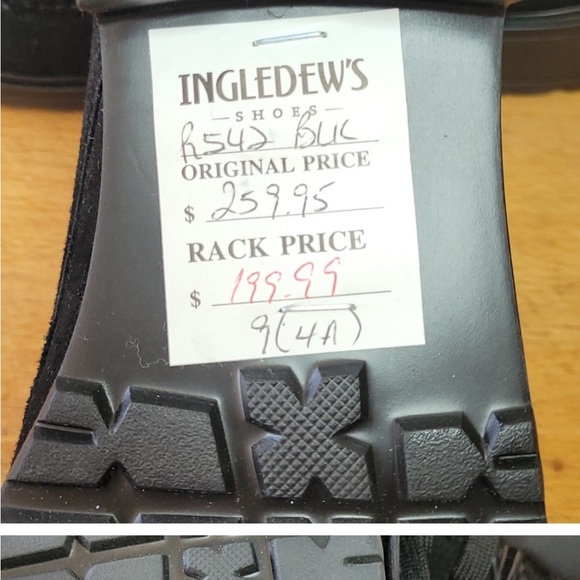 INGLEDEW'S
—SHOES—
R542 BLK
ORIGINAL PRICE
$ 259.95
RACK PRICE
$ 199.99
9(4A)